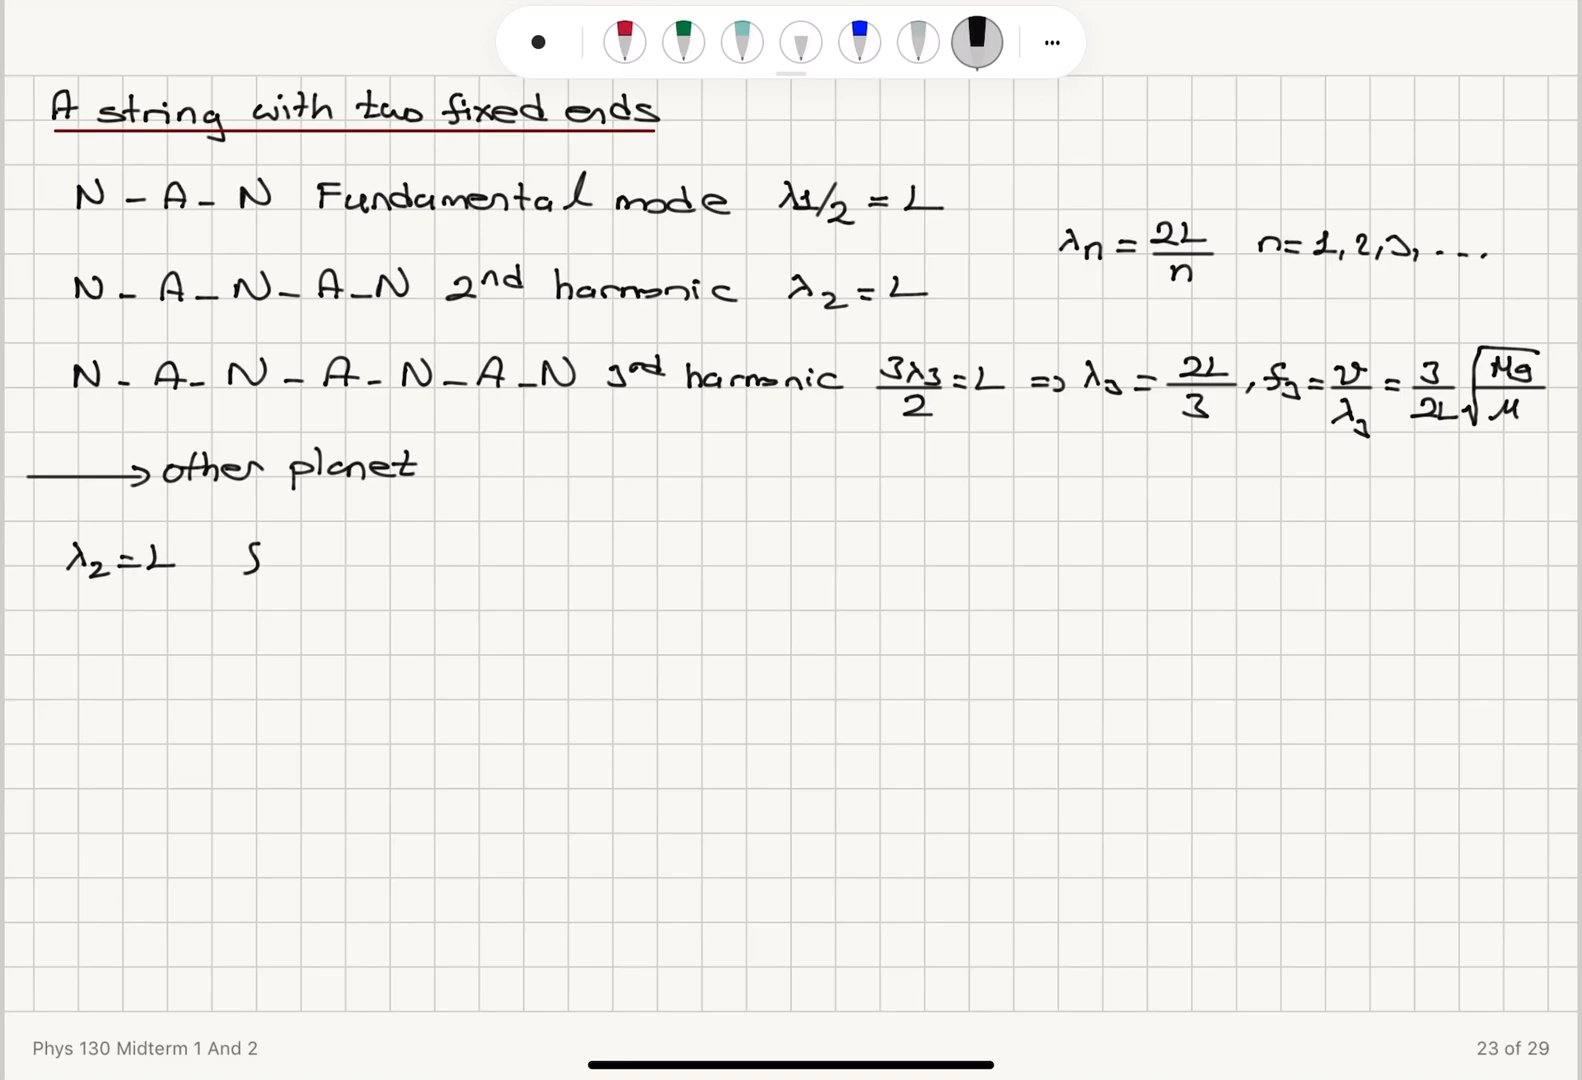 A string with two fixed ends
N - A - N Fundamental mode λ1/2 = L
λn = 2L/n n = 1, 2, 3, ....
N - A - N - A - N 2nd harmonic λ2 = L
N - A - N - A - N - A - N 3rd harmonic 3λ3/2 = L => λ3 = 2L/3, f3 = v/λ3 = 3/2L √(Mg/μ)
→ other planet
λ2 = L f
Phys 130 Midterm 1 And 2
23 of 29